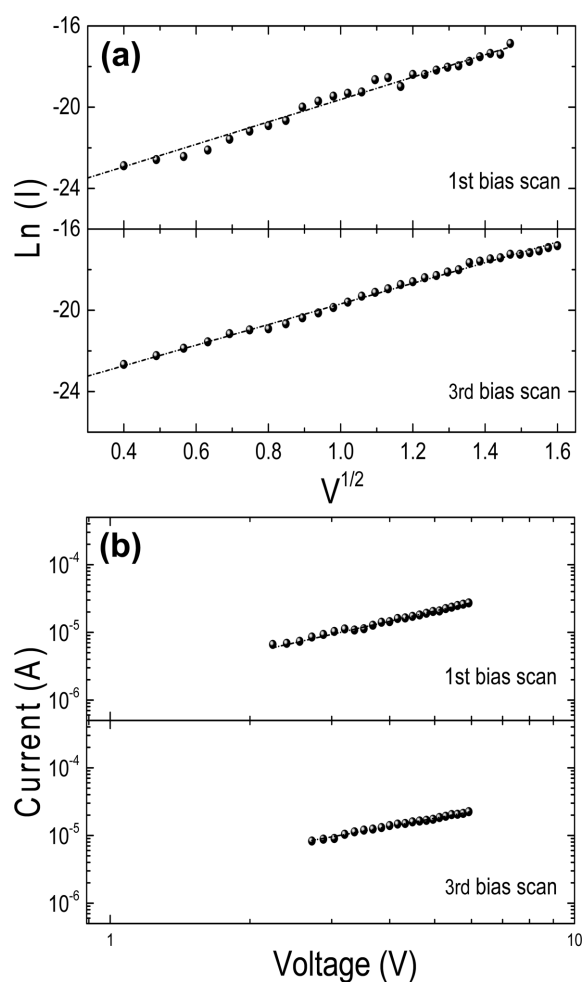 (a)
-16
-20
-24
1st bias scan
-16
-20
-24
3rd bias scan
Ln (I)
0.4 0.6 0.8 1.0 1.2 1.4 1.6
V^{1/2}
(b)
10^{-4}
10^{-5}
10^{-6}
1st bias scan
10^{-4}
10^{-5}
10^{-6}
3rd bias scan
Current (A)
1 10
Voltage (V)